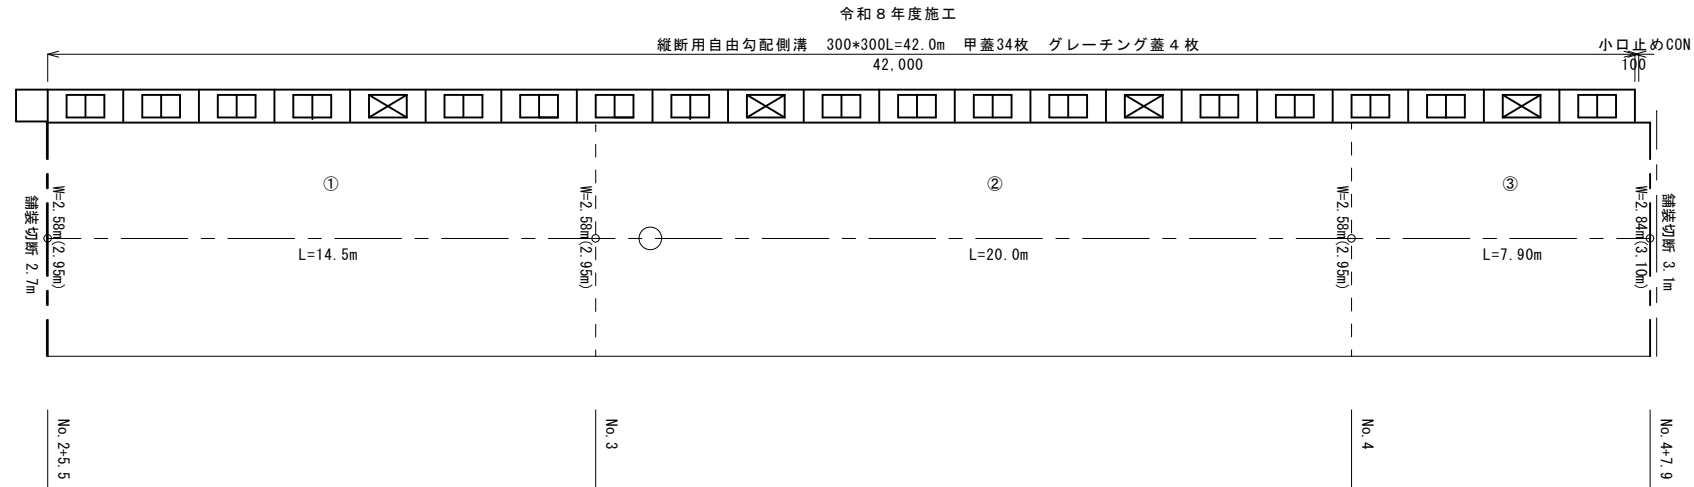 令和８年度施工
縦断用自由勾配側溝　300*300L=42.0m　甲蓋34枚　グレーチング蓋４枚
小口止めCON
42,000
100
①
②
③
舗装切断 2.7m
W=2.58m(2.95m)
W=2.58m(2.95m)
W=2.58m(2.95m)
W=2.84m(3.10m)
舗装切断 3.1m
L=14.5m
L=20.0m
L=7.90m
No.2+5.5
No.3
No.4
No.4+7.9